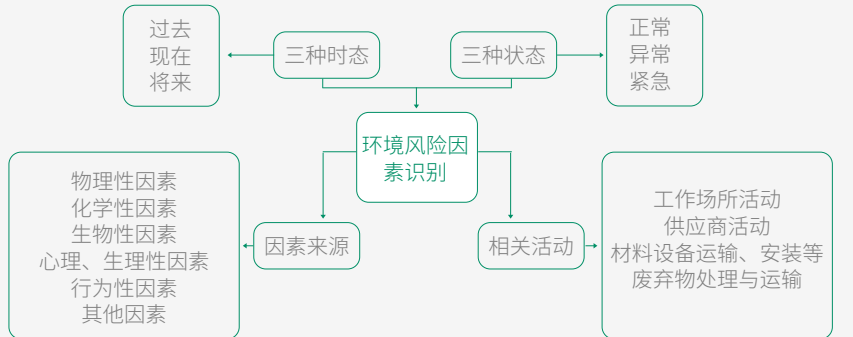 过去
现在
将来
三种时态
三种状态
正常
异常
紧急
环境风险因
素识别
物理性因素
化学性因素
生物性因素
心理、生理性因素
行为性因素
其他因素
因素来源
相关活动
工作场所活动
供应商活动
材料设备运输、安装等
废弃物处理与运输